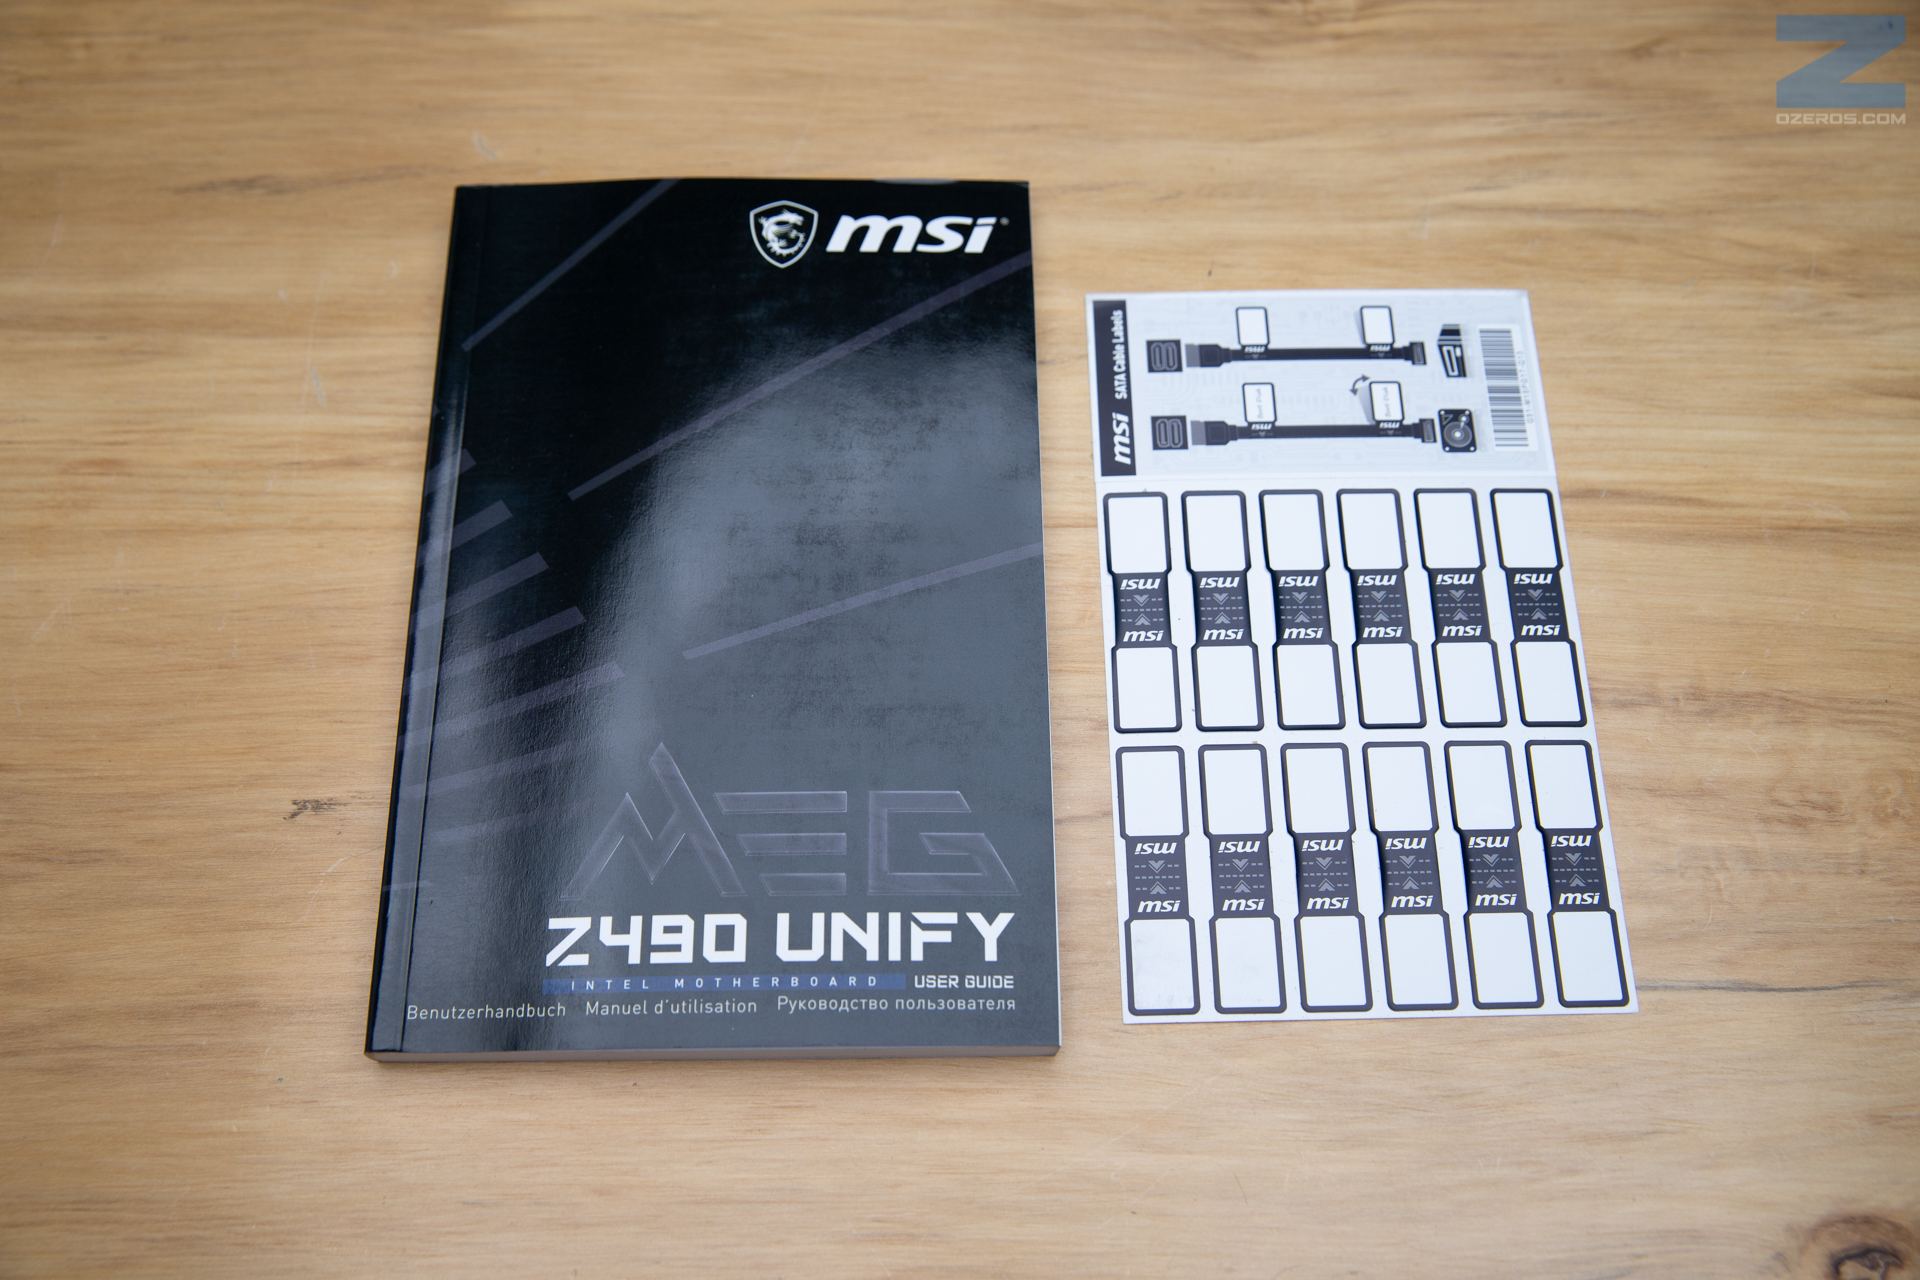 Z
OZEROS.COM
msi
MEG
Z490 UNIFY
INTEL MOTHERBOARD USER GUIDE
Benutzerhandbuch Manuel d'utilisation Руководство пользователя
msi SATA Cable Labels
msi msi
msi msi
msi msi msi msi msi msi
msi msi msi msi msi msi
msi msi msi msi msi msi
msi msi msi msi msi msi